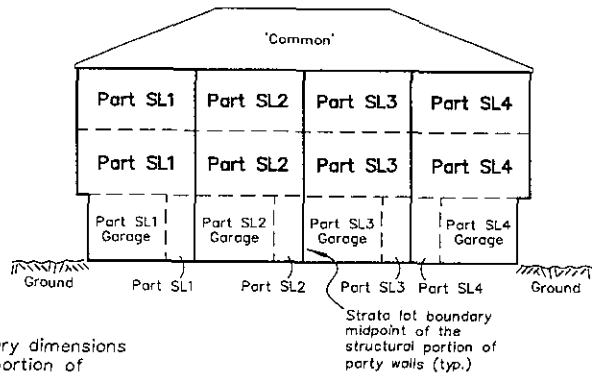 'Common'
Part SL1 Part SL2 Part SL3 Part SL4
Part SL1 Part SL2 Part SL3 Part SL4
Part SL1 Garage
Part SL2 Garage
Part SL3 Garage
Part SL4 Garage
Ground Part SL1 Part SL2 Part SL3 Part SL4 Ground
Strata lot boundary
midpoint of the
structural portion of
party walls (typ.)
ry dimensions
ortion of